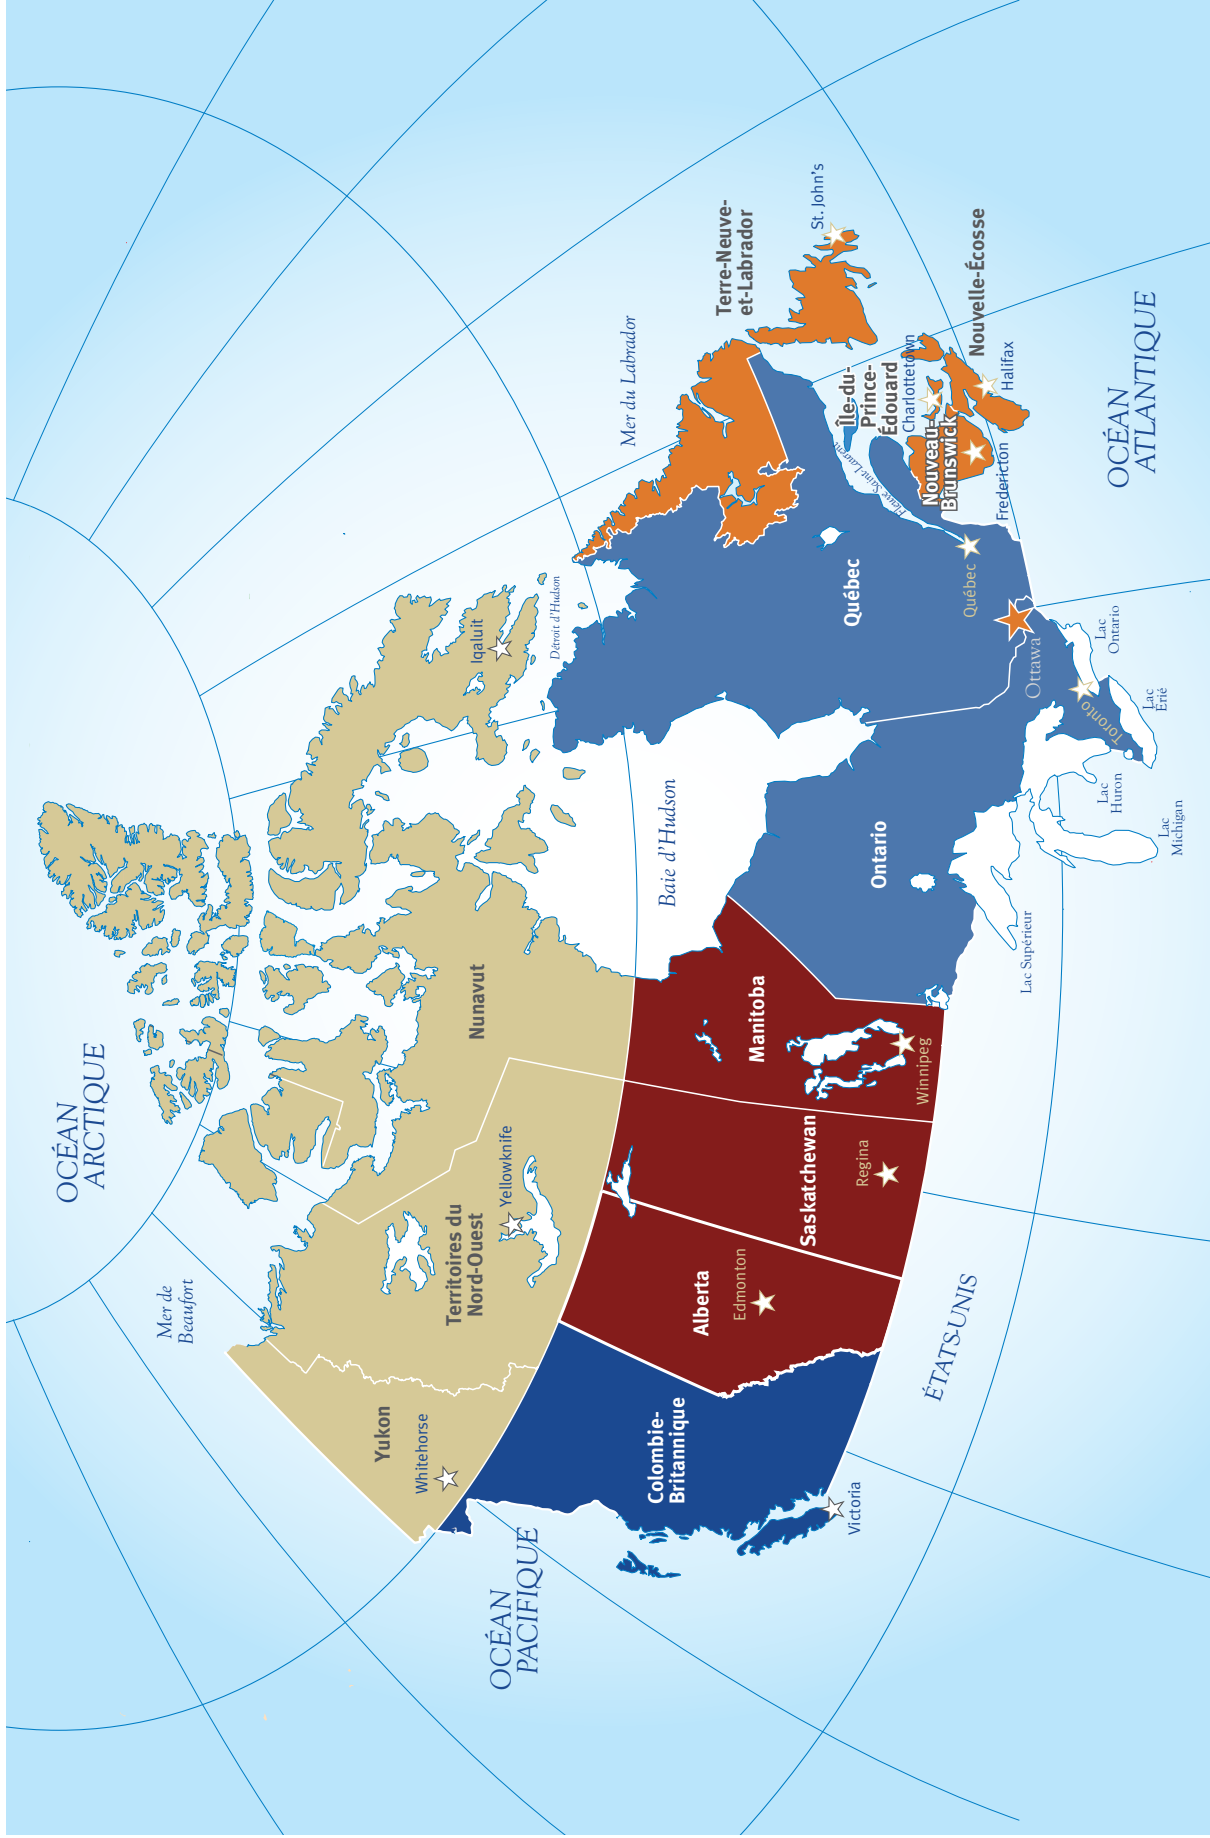 OCÉAN
ARCTIQUE
Mer de
Beaufort
Yukon
Whitehorse
Territoires du
Nord-Ouest
Yellowknife
Nunavut
Iqaluit
Détroit d'Hudson
Mer du Labrador
Baie d'Hudson
Terre-Neuve-
et-Labrador
St. John's
OCÉAN
PACIFIQUE
Colombie-
Britannique
Victoria
Alberta
Edmonton
Saskatchewan
Regina
Manitoba
Winnipeg
Ontario
Toronto
Ottawa
Québec
Québec
Fleuve Saint-Laurent
Île-du-
Prince-
Édouard
Charlottetown
Nouveau-
Brunswick
Fredericton
Nouvelle-Écosse
Halifax
Lac Supérieur
Lac
Michigan
Lac
Huron
Lac
Érié
Lac
Ontario
ÉTATS-UNIS
OCÉAN
ATLANTIQUE